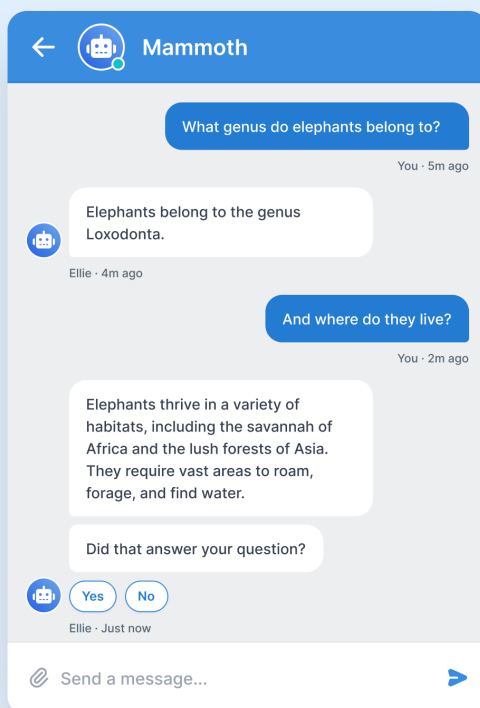 Mammoth
What genus do elephants belong to?
You · 5m ago
Elephants belong to the genus
Loxodonta.
Ellie · 4m ago
And where do they live?
You · 2m ago
Elephants thrive in a variety of
habitats, including the savannah of
Africa and the lush forests of Asia.
They require vast areas to roam,
forage, and find water.
Did that answer your question?
Yes No
Ellie · Just now
Send a message...